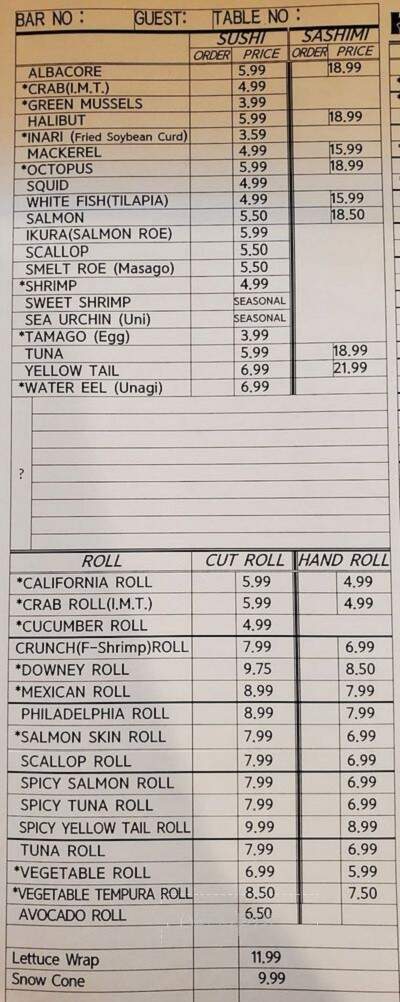 BAR NO : GUEST: TABLE NO :
SUSHI SASHIMI
ORDER PRICE ORDER PRICE
ALBACORE 5.99 18.99
*CRAB(I.M.T.) 4.99
*GREEN MUSSELS 3.99
HALIBUT 5.99 18.99
*INARI (Fried Soybean Curd) 3.59
MACKEREL 4.99 15.99
*OCTOPUS 5.99 18.99
SQUID 4.99
WHITE FISH(TILAPIA) 4.99 15.99
SALMON 5.50 18.50
IKURA(SALMON ROE) 5.99
SCALLOP 5.50
SMELT ROE (Masago) 5.50
*SHRIMP 4.99
SWEET SHRIMP SEASONAL
SEA URCHIN (Uni) SEASONAL
*TAMAGO (Egg) 3.99
TUNA 5.99 18.99
YELLOW TAIL 6.99 21.99
*WATER EEL (Unagi) 6.99
?
ROLL CUT ROLL HAND ROLL
*CALIFORNIA ROLL 5.99 4.99
*CRAB ROLL(I.M.T.) 5.99 4.99
*CUCUMBER ROLL 4.99
CRUNCH(F-Shrimp)ROLL 7.99 6.99
*DOWNEY ROLL 9.75 8.50
*MEXICAN ROLL 8.99 7.99
PHILADELPHIA ROLL 8.99 7.99
*SALMON SKIN ROLL 7.99 6.99
SCALLOP ROLL 7.99 6.99
SPICY SALMON ROLL 7.99 6.99
SPICY TUNA ROLL 7.99 6.99
SPICY YELLOW TAIL ROLL 9.99 8.99
TUNA ROLL 7.99 6.99
*VEGETABLE ROLL 6.99 5.99
*VEGETABLE TEMPURA ROLL 8.50 7.50
AVOCADO ROLL 6.50
Lettuce Wrap 11.99
Snow Cone 9.99